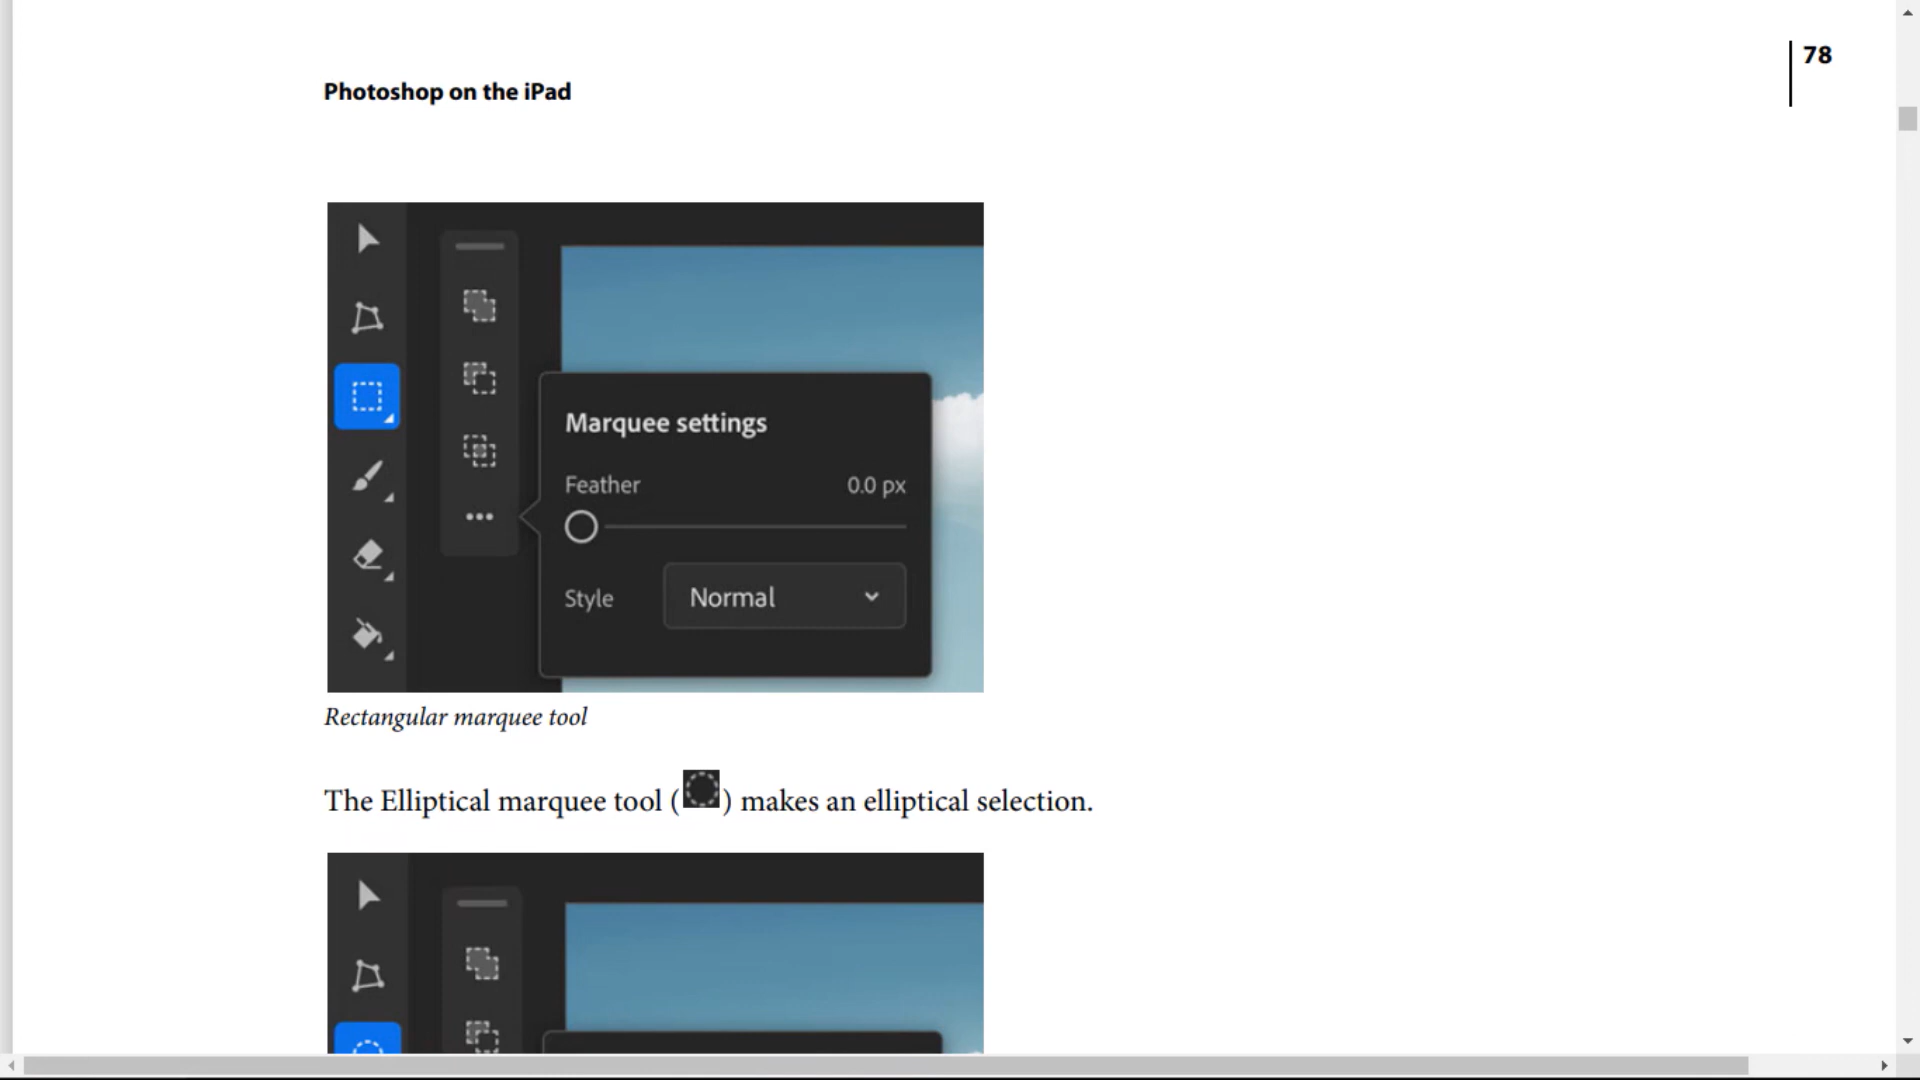 78
Photoshop on the iPad
Marquee settings
Feather 0.0 px
Style Normal
Rectangular marquee tool
The Elliptical marquee tool ( ) makes an elliptical selection.